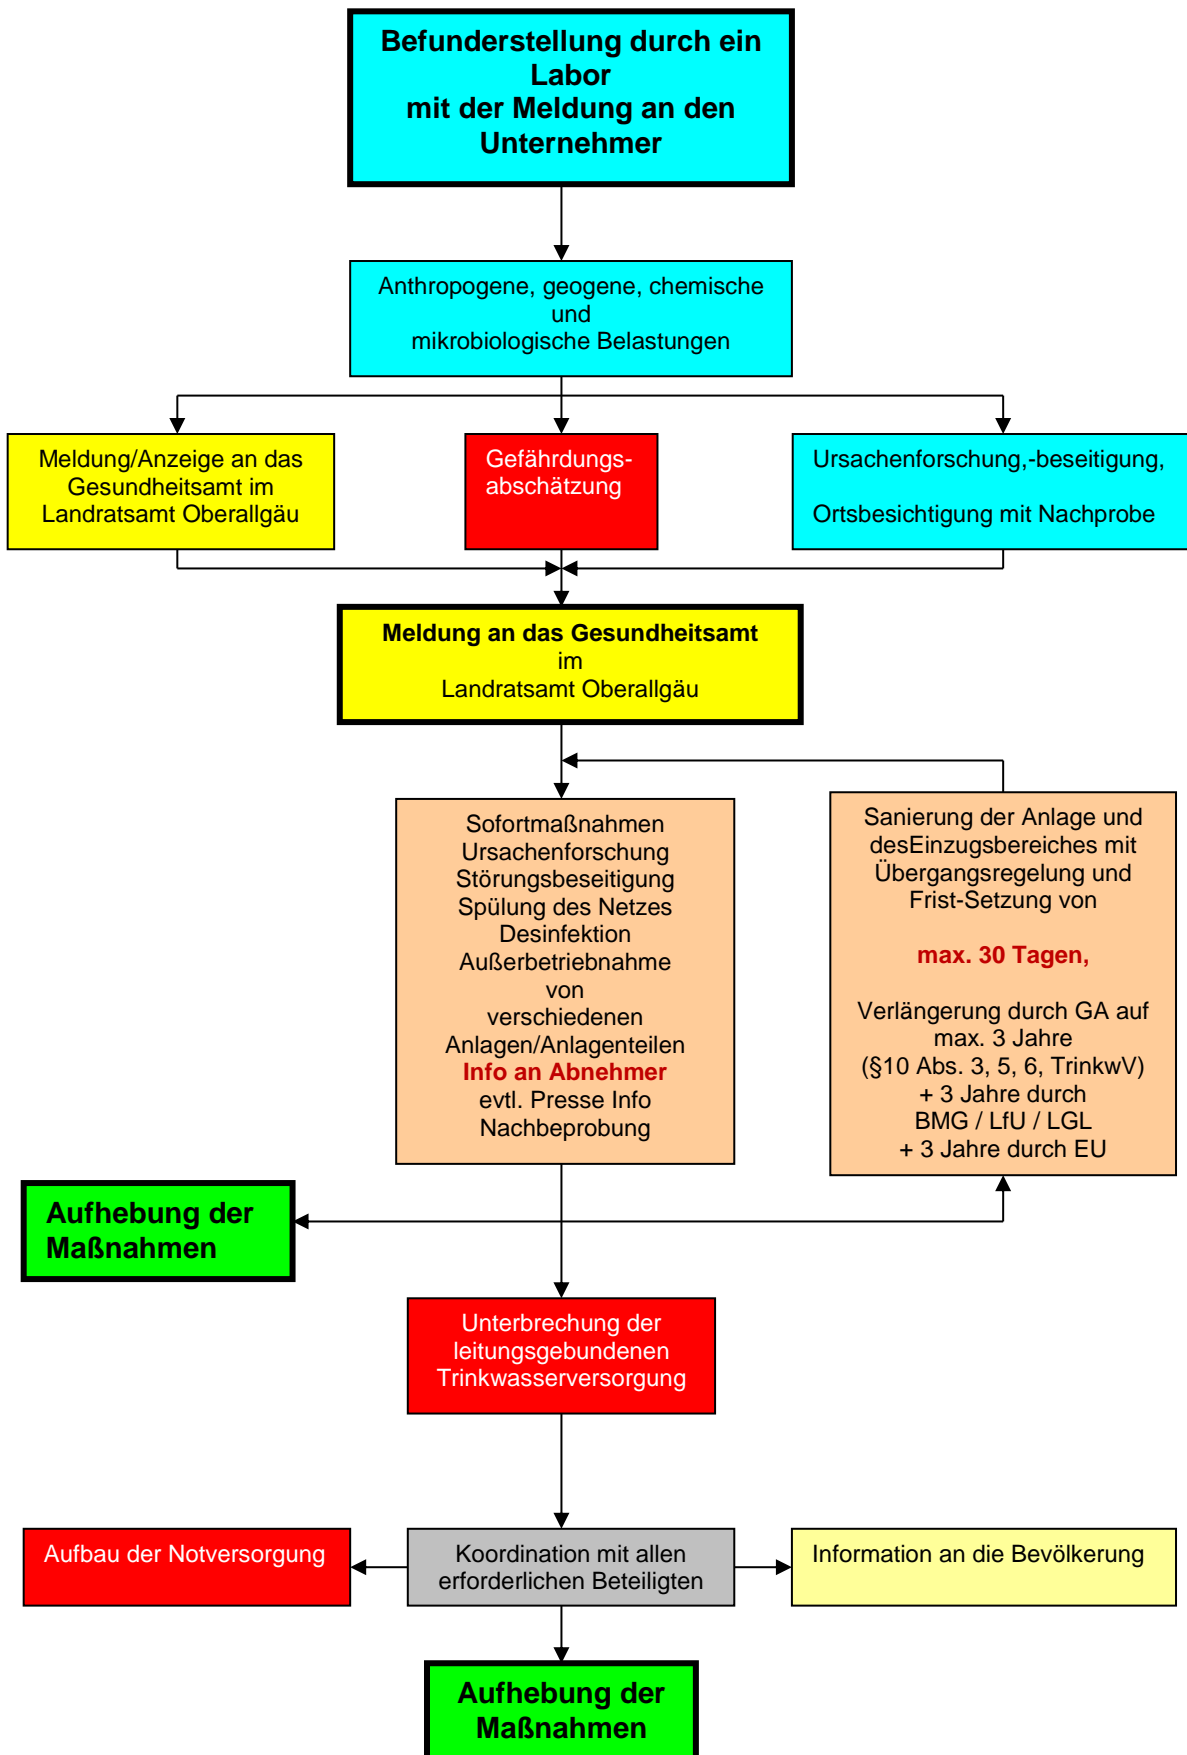 Befunderstellung durch ein
Labor
mit der Meldung an den
Unternehmer
Anthropogene, geogene, chemische
und
mikrobiologische Belastungen
Meldung/Anzeige an das
Gesundheitsamt im
Landratsamt Oberallgäu
Gefährdungs-
abschätzung
Ursachenforschung,-beseitigung,
Ortsbesichtigung mit Nachprobe
Meldung an das Gesundheitsamt
im
Landratsamt Oberallgäu
Sofortmaßnahmen
Ursachenforschung
Störungsbeseitigung
Spülung des Netzes
Desinfektion
Außerbetriebnahme
von
verschiedenen
Anlagen/Anlagenteilen
Info an Abnehmer
evtl. Presse Info
Nachbeprobung
Sanierung der Anlage und
desEinzugsbereiches mit
Übergangsregelung und
Frist-Setzung von
max. 30 Tagen,
Verlängerung durch GA auf
max. 3 Jahre
(§10 Abs. 3, 5, 6, TrinkwV)
+ 3 Jahre durch
BMG / LfU / LGL
+ 3 Jahre durch EU
Aufhebung der
Maßnahmen
Unterbrechung der
leitungsgebundenen
Trinkwasserversorgung
Aufbau der Notversorgung
Koordination mit allen
erforderlichen Beteiligten
Information an die Bevölkerung
Aufhebung der
Maßnahmen